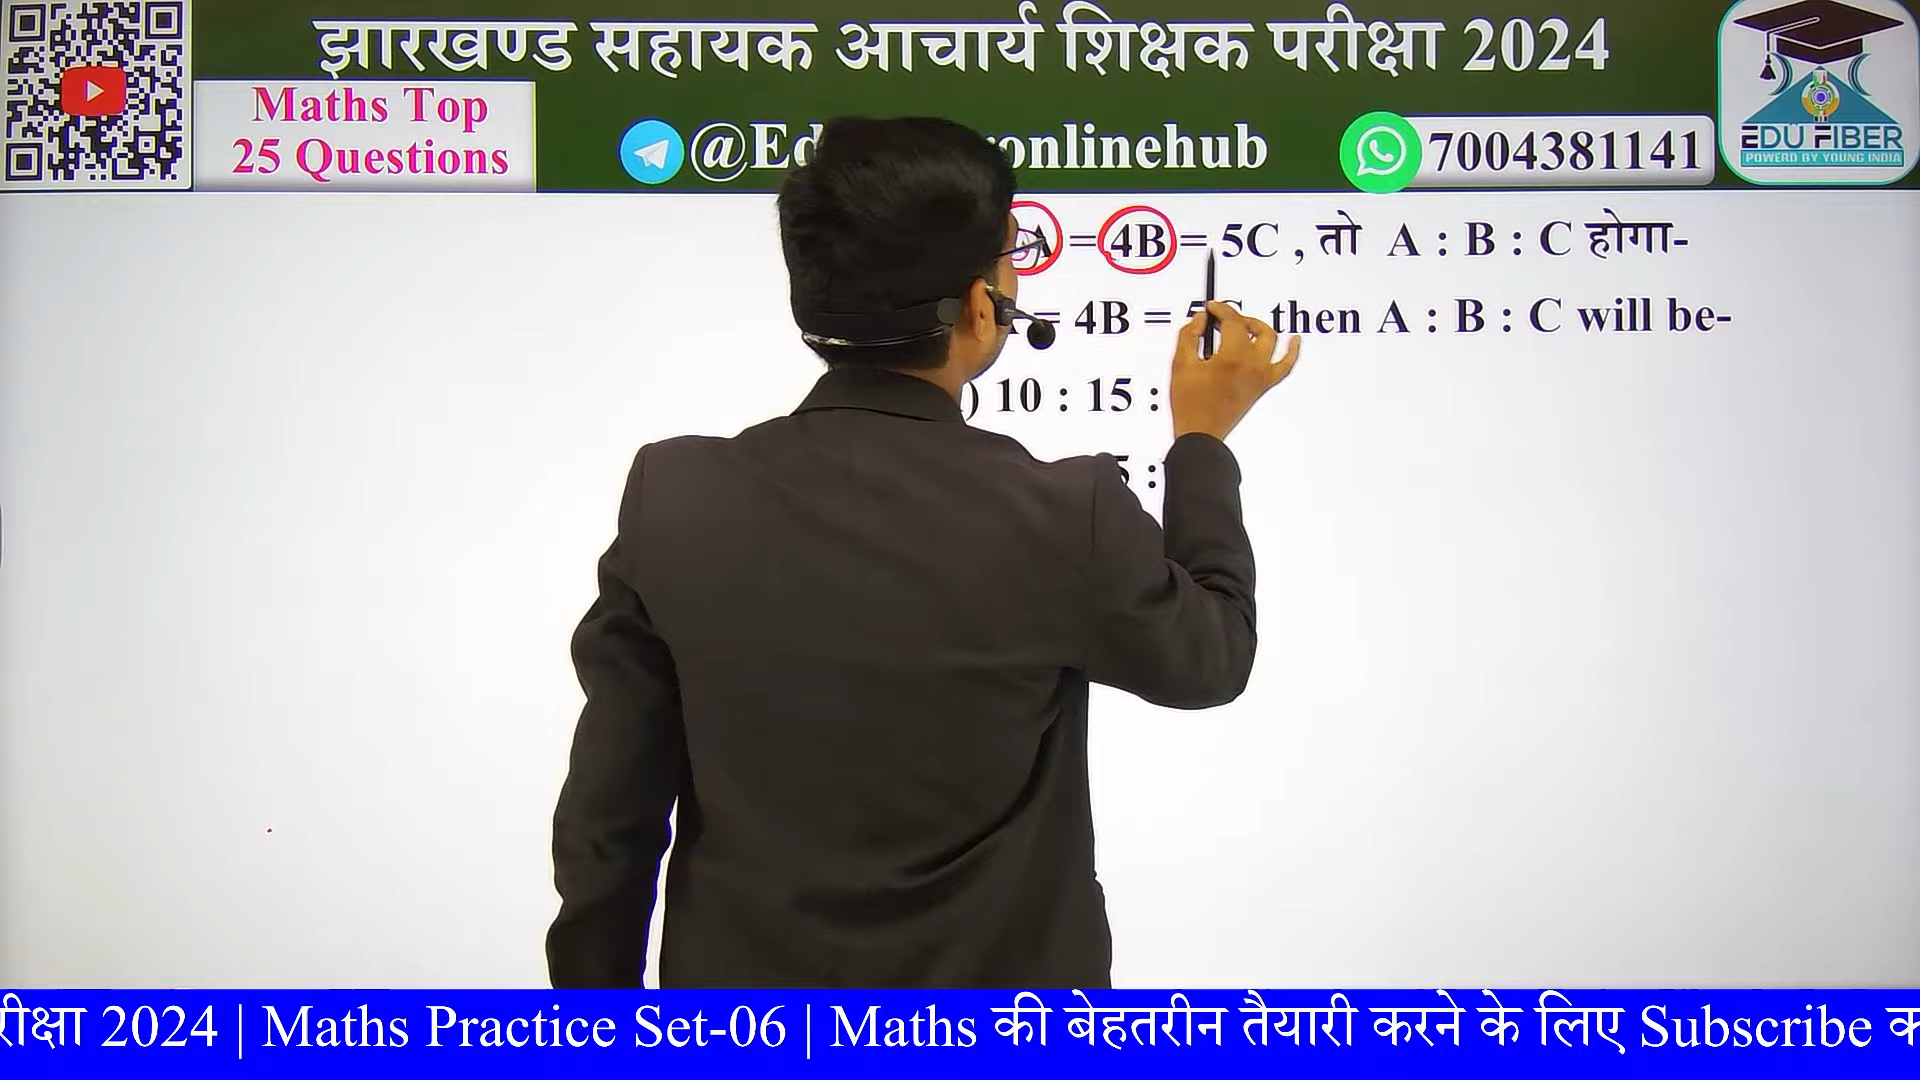 झारखण्ड सहायक आचार्य शिक्षक परीक्षा 2024
Maths Top
25 Questions
@Ed onlinehub
7004381141
EDU FIBER
POWERD BY YOUNG INDIA
A = 4B = 5C , तो A : B : C होगा-
= 4B = then A : B : C will be-
) 10 : 15 :
5 :
2024 | Maths Practice Set-06 | Maths की बेहतरीन तैयारी करने के लिए Subscribe